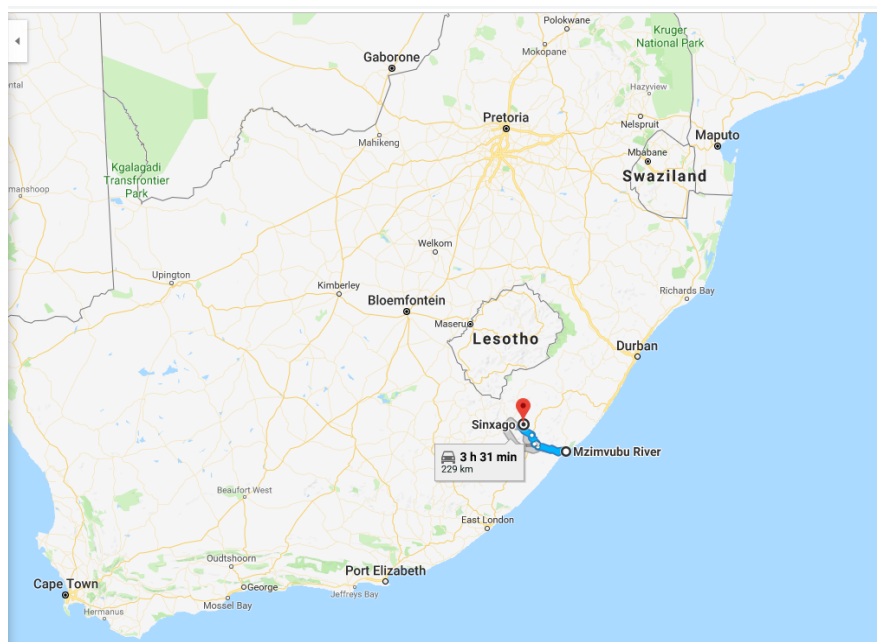 Polokwane
Kruger
National Park
Mokopane
Gaborone
ntal
Hazyview
Pretoria
Nelspruit
Maputo
Mahikeng
Mbabane
Kgalagadi
Transfrontier
Park
Swaziland
manshoop
Welkom
Upington
Kimberley
Richards Bay
Bloemfontein
Maseru
Lesotho
Durban
Sinxago
Mzimvubu River
3 h 31 min
229 km
Beaufort West
East London
Oudtshoorn
Port Elizabeth
Cape Town
George
Jeffreys Bay
Mossel Bay
Hermanus